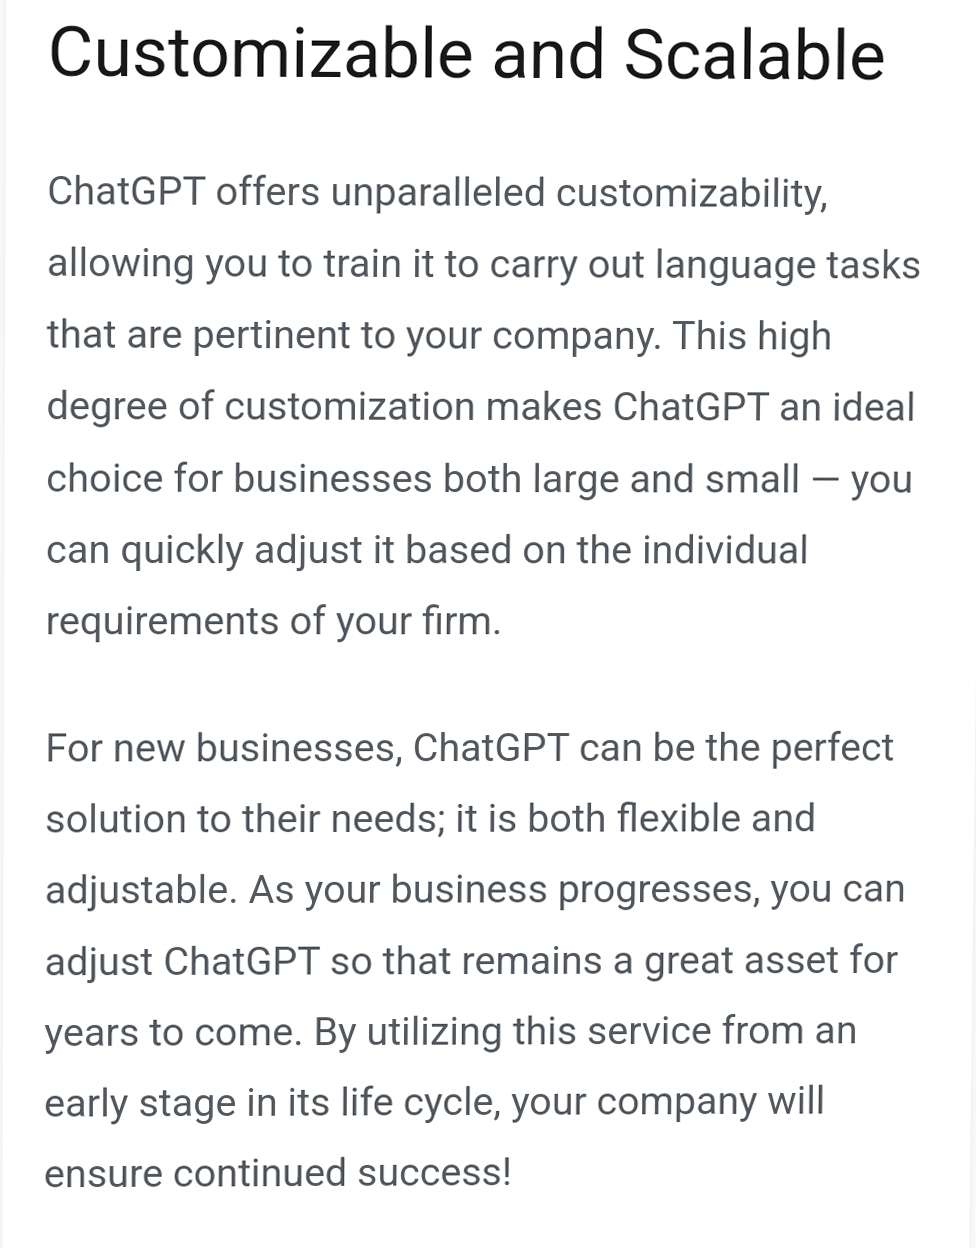 Customizable and Scalable
ChatGPT offers unparalleled customizability,
allowing you to train it to carry out language tasks
that are pertinent to your company. This high
degree of customization makes ChatGPT an ideal
choice for businesses both large and small — you
can quickly adjust it based on the individual
requirements of your firm.
For new businesses, ChatGPT can be the perfect
solution to their needs; it is both flexible and
adjustable. As your business progresses, you can
adjust ChatGPT so that remains a great asset for
years to come. By utilizing this service from an
early stage in its life cycle, your company will
ensure continued success!